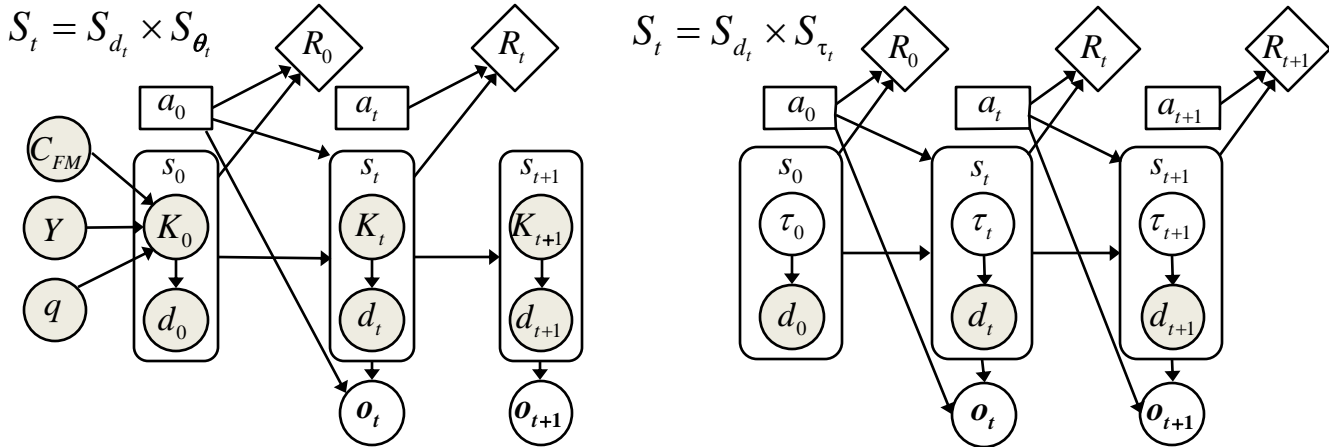 S_t = S_{d_t} × S_{θ_t}
R_0
R_t
a_0
a_t
C_{FM}
s_0
s_t
s_{t+1}
Y
K_0
K_t
K_{t+1}
q
d_0
d_t
d_{t+1}
o_t
o_{t+1}
S_t = S_{d_t} × S_{τ_t}
R_0
R_t
R_{t+1}
a_0
a_t
a_{t+1}
s_0
s_t
s_{t+1}
τ_0
τ_t
τ_{t+1}
d_0
d_t
d_{t+1}
o_t
o_{t+1}